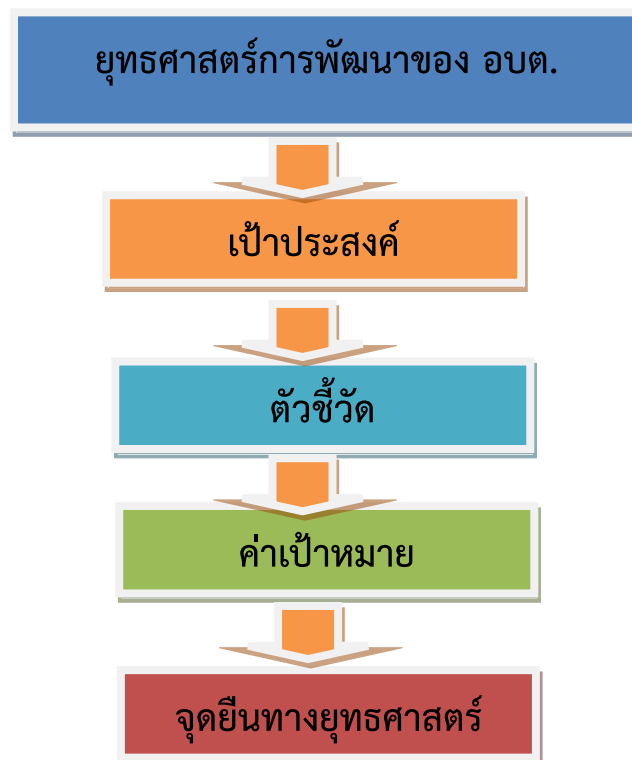 ยุทธศาสตร์การพัฒนาของ อบต.
เป้าประสงค์
ตัวชี้วัด
ค่าเป้าหมาย
จุดยืนทางยุทธศาสตร์